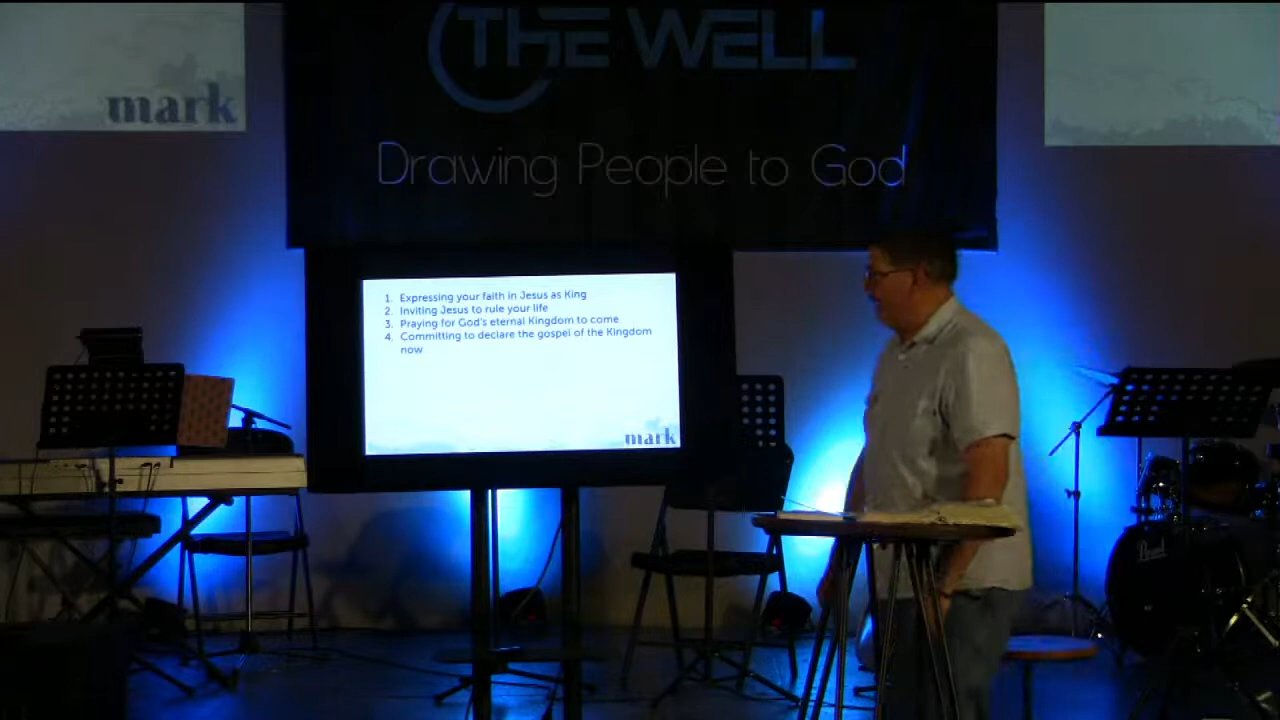 THE WELL
mark
Drawing People to God
1. Expressing your faith in Jesus as King
2. Inviting Jesus to rule your life
3. Praying for God's eternal Kingdom to come
4. Committing to declare the gospel of the Kingdom
now
mark
Pearl